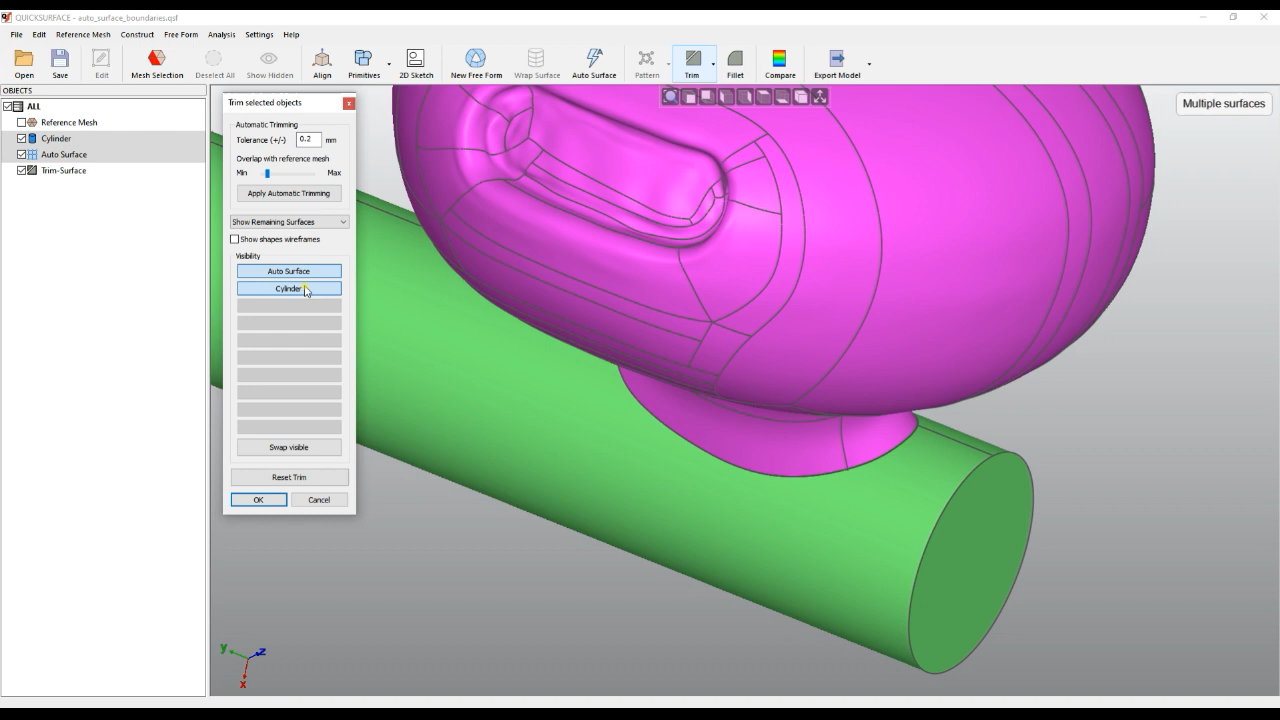 QUICKSURFACE - auto_surface_boundaries.qsf
File Edit Reference Mesh Construct Free Form Analysis Settings Help
Open Save Edit Mesh Selection Deselect All Show Hidden Align Primitives 2D Sketch New Free Form Wrap Surface Auto Surface Pattern Trim Fillet Compare Export Model
OBJECTS
ALL
Reference Mesh
Cylinder
Auto Surface
Trim-Surface
Trim selected objects
Automatic Trimming
Tolerance (+/-) 0.2 mm
Overlap with reference mesh
Min Max
Apply Automatic Trimming
Show Remaining Surfaces
Show shapes wireframes
Visibility
Auto Surface
Cylinder
Swap visible
Reset Trim
OK Cancel
Multiple surfaces
y z
x